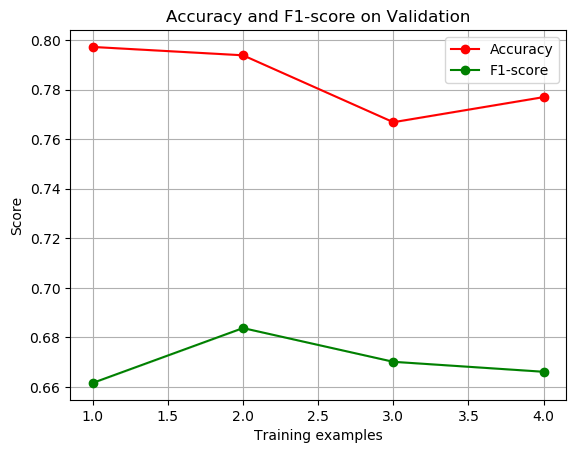 Accuracy and F1-score on Validation
Accuracy
F1-score
0.80
0.78
0.76
0.74
0.72
0.70
0.68
0.66
Score
1.0 1.5 2.0 2.5 3.0 3.5 4.0
Training examples